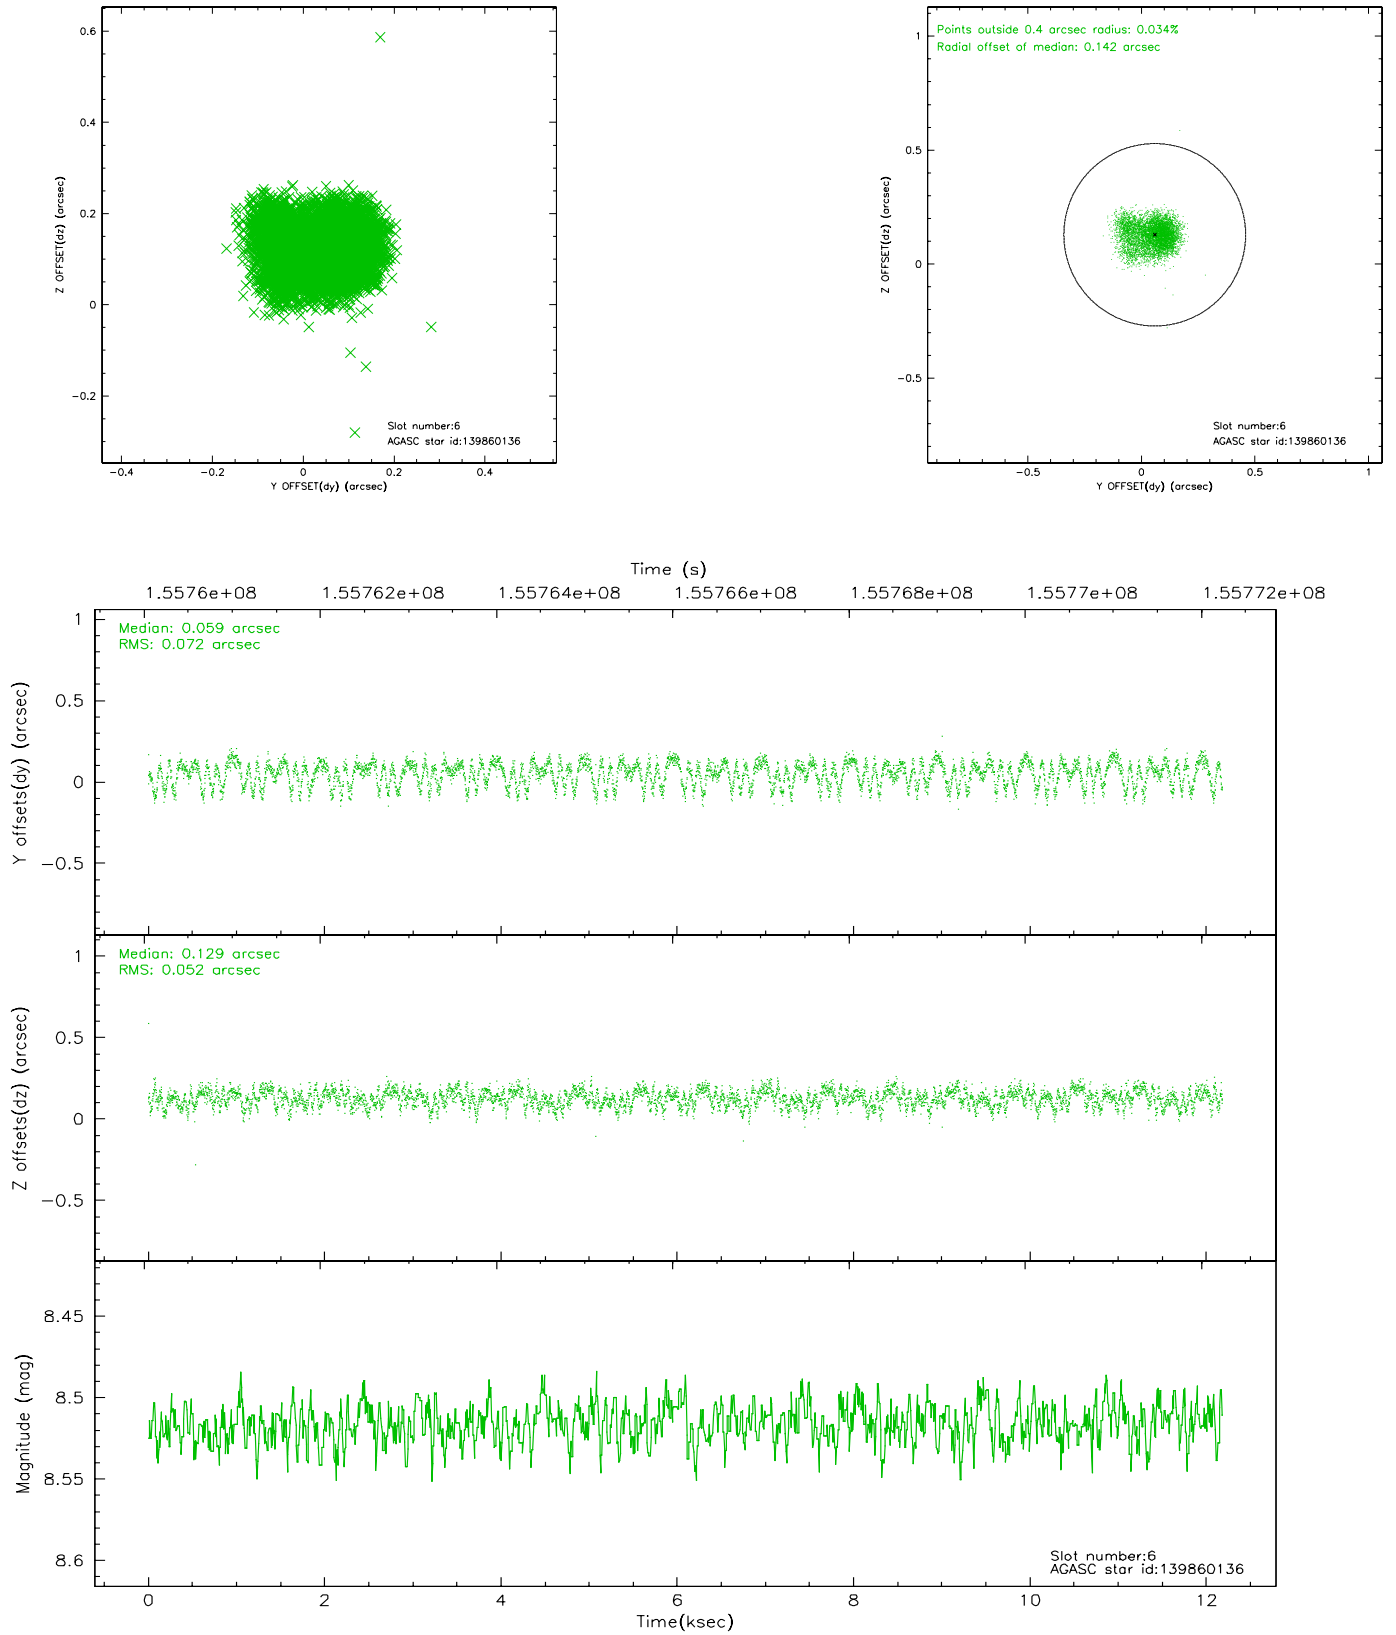 0.6
0.4
0.2
0
−0.2
Z OFFSET(dz) (arcsec)
−0.4
−0.2
0
0.2
0.4
Y OFFSET(dy) (arcsec)
Slot number:6
AGASC star id:139860136
Points outside 0.4 arcsec radius: 0.034%
Radial offset of median: 0.142 arcsec
1
0.5
0
−0.5
Z OFFSET(dz) (arcsec)
−0.5
0
0.5
1
Y OFFSET(dy) (arcsec)
Slot number:6
AGASC star id:139860136
Time (s)
1.5576e+08
1.55762e+08
1.55764e+08
1.55766e+08
1.55768e+08
1.5577e+08
1.55772e+08
Median: 0.059 arcsec
RMS: 0.072 arcsec
1
0.5
0
−0.5
Y offsets(dy) (arcsec)
Median: 0.129 arcsec
RMS: 0.052 arcsec
1
0.5
0
−0.5
Z offsets(dz) (arcsec)
8.45
8.5
8.55
8.6
Magnitude (mag)
Slot number:6
AGASC star id:139860136
0
2
4
6
8
10
12
Time(ksec)